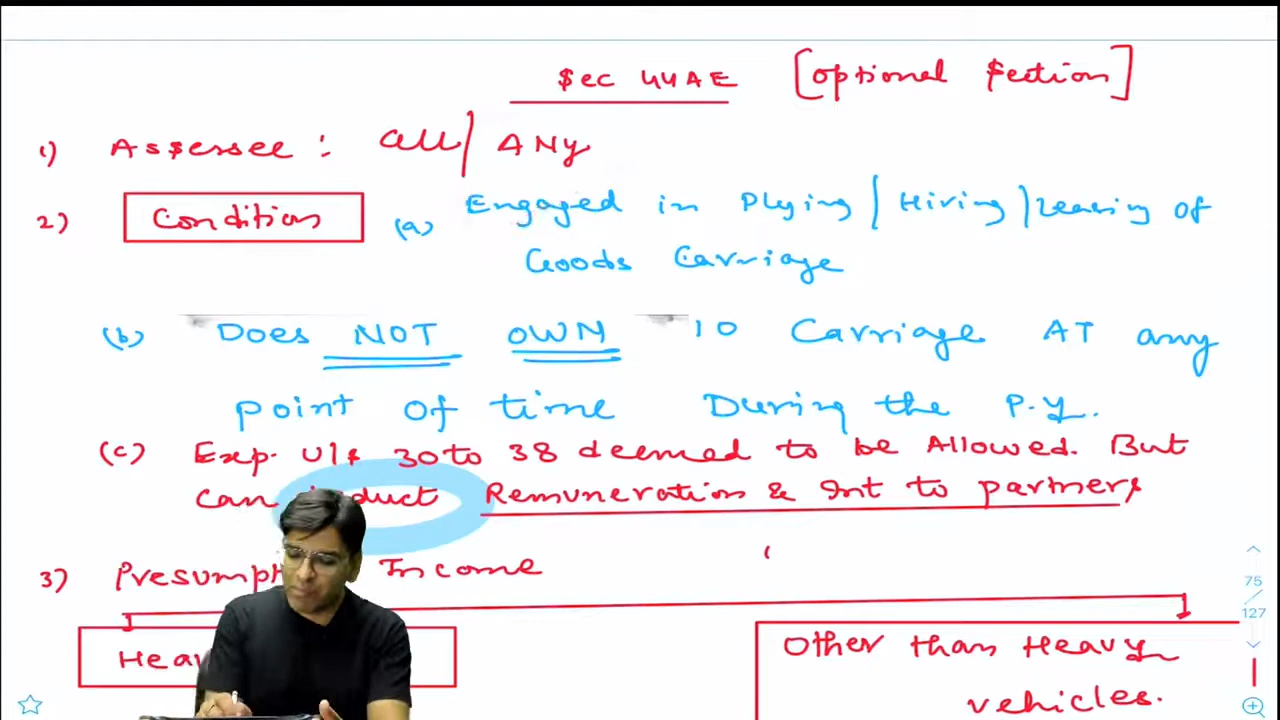 Sec 44AE [optional Section]
1) Assessee : All / ANY
2) Condition (a) Engaged in Plying / Hiring / Leasing of
Goods Carriage
(b) Does NOT OWN 10 Carriage AT any
point of time During the P.Y.
(c) Exp. U/s 30 to 38 deemed to be Allowed. But
can Remuneration & Int to partners
3) Income
Other than Heavy
vehicles.
75
127